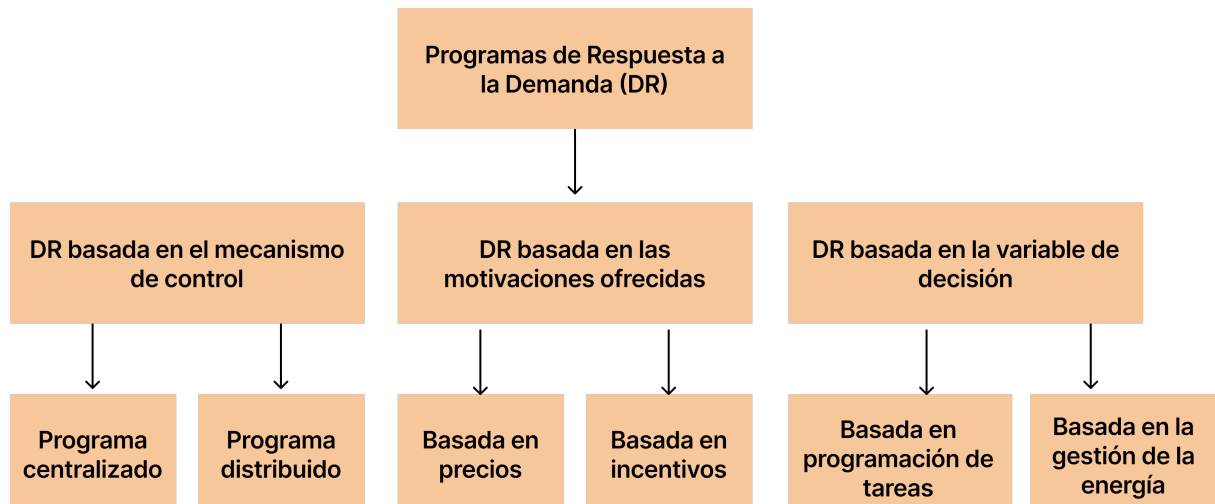 Programas de Respuesta a
la Demanda (DR)
DR basada en el mecanismo
de control
DR basada en las
motivaciones ofrecidas
DR basada en la variable de
decisión
Programa
centralizado
Programa
distribuido
Basada en
precios
Basada en
incentivos
Basada en
programación de
tareas
Basada en la
gestión de la
energía